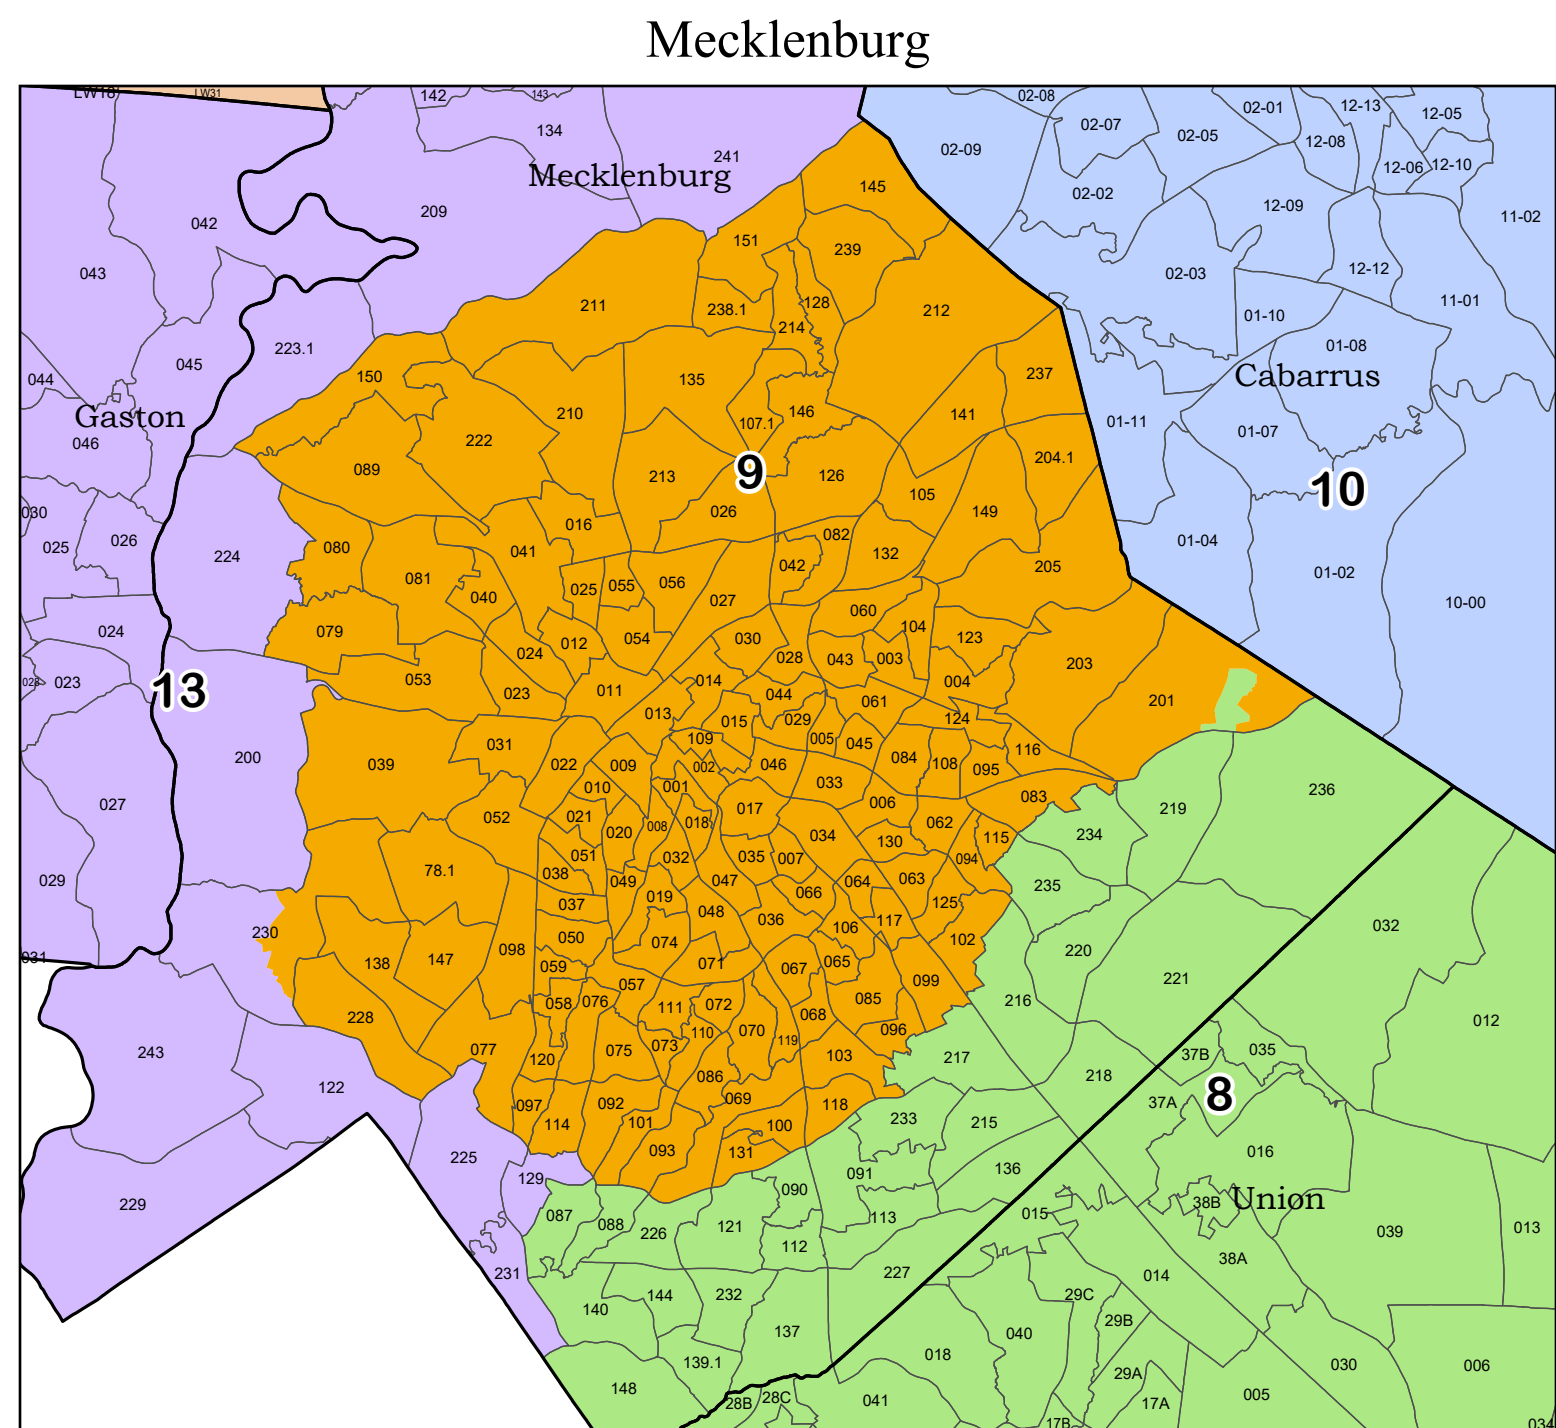 Mecklenburg
LW18 LW31 142 143 02-08 02-01 12-13 12-05
134 02-07 02-05 12-08
241 02-09 12-06 12-10
Mecklenburg 145 02-02
209 12-09 11-02
042 151 239
043 02-03 12-12
211 238.1 128 212 11-01
214 01-10
223.1 01-08
045
044 150 135 237 Cabarrus
Gaston 210 146 141 01-11
046 222 107.1 01-07
089 213 9 126 204.1
105 10
030 016 026 149
025 026 080 041 082 132 01-04
224 081 042 205 01-02
040 025 055 056 027 10-00
024 079 012 054 030 060 104 123
024 028 043 003 203
028 023 13 053 023 011 014 044 004
013 015 029 061 124 201
200 039 031 109 005 045 116
022 009 002 046 084 108 095
027 010 001 033 083 236
052 021 020 008 018 017 006 062 219
034 130 115 234
029 78.1 051 038 032 035 007 094
049 047 064 063 235
037 019 048 066 125
230 050 036 106 117 102 032
031 138 147 098 059 074 071 067 065 220
057 099 221
058 076 111 072 085 216
228 110 070 068 096 012
243 077 120 075 073 119 103 217 37B 035
122 086 218 8
097 092 069 118 37A
114 101 100 233 215
225 093 131 016
129 091 136
229 090 38B Union
087 088 226 121 113 015 039 013
112 38A
231 227 014
140 144 232 29C
137 040 29B
148 139.1 018 29A 030 006
28B 28C 041 17A 005
17B 034